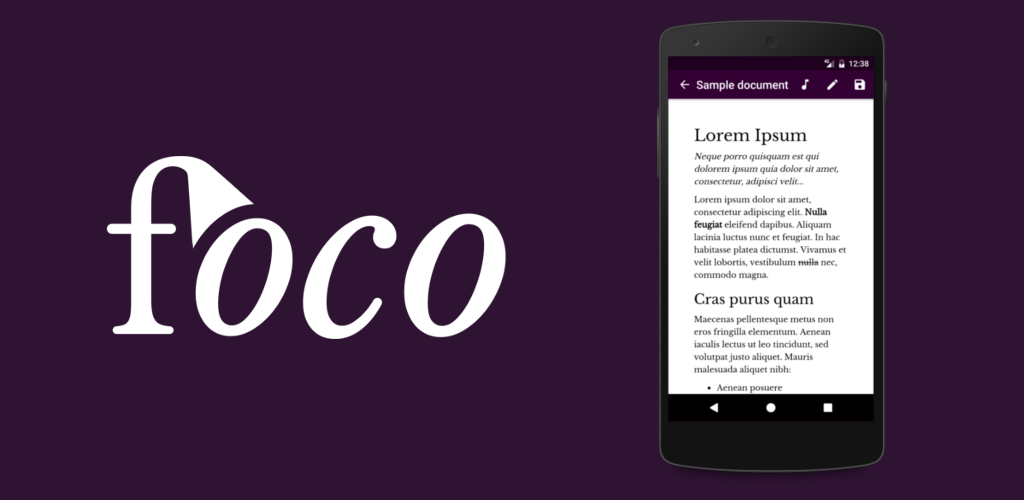 foco
12:38
Sample document
Lorem Ipsum
Neque porro quisquam est qui
dolorem ipsum quia dolor sit amet,
consectetur, adipisci velit...
Lorem ipsum dolor sit amet,
consectetur adipiscing elit. Nulla
feugiat eleifend dapibus. Aliquam
lacinia luctus nunc et feugiat. In hac
habitasse platea dictumst. Vivamus et
velit lobortis, vestibulum nulla nec,
commodo magna.
Cras purus quam
Maecenas pellentesque metus non
eros fringilla elementum. Aenean
iaculis lectus ut leo tincidunt, sed
volutpat justo aliquet. Mauris
malesuada aliquet nibh:
• Aenean posuere